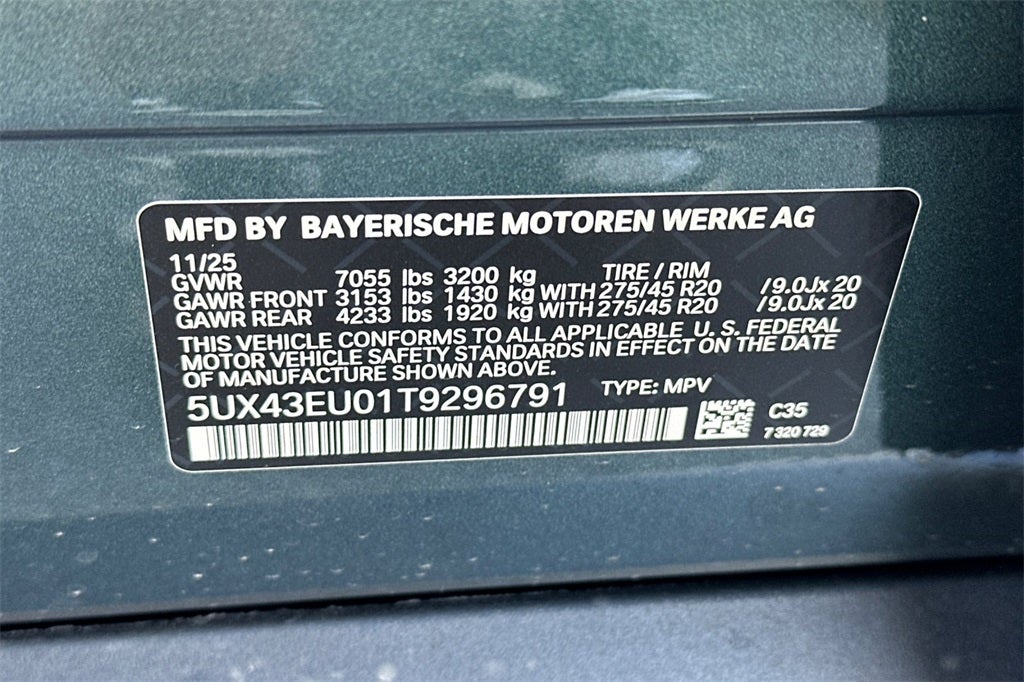 MFD BY BAYERISCHE MOTOREN WERKE AG
11/25 TIRE / RIM
GVWR 7055 lbs 3200 kg
GAWR FRONT 3153 lbs 1430 kg WITH 275/45 R20 / 9.0Jx 20
GAWR REAR 4233 lbs 1920 kg WITH 275/45 R20 / 9.0Jx 20
THIS VEHICLE CONFORMS TO ALL APPLICABLE U. S. FEDERAL
MOTOR VEHICLE SAFETY STANDARDS IN EFFECT ON THE DATE
OF MANUFACTURE SHOWN ABOVE.
5UX43EU01T9296791 TYPE: MPV
C35
7 320 729